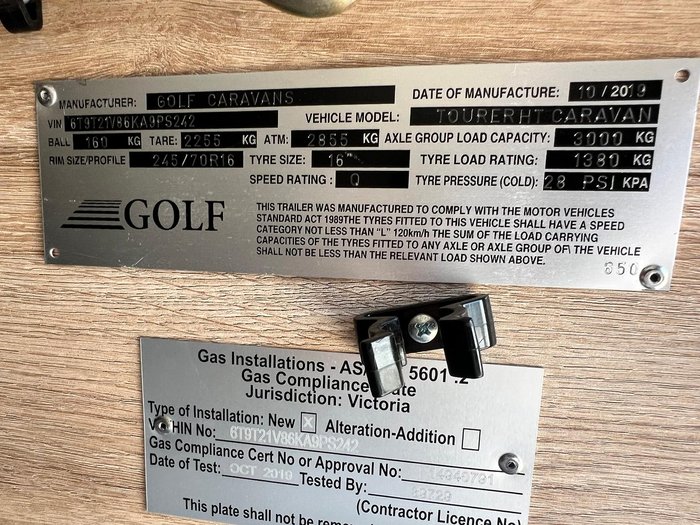 MANUFACTURER: GOLF CARAVANS DATE OF MANUFACTURE: 10/2019
VIN 6T9T21V86KA9PS242 VEHICLE MODEL: TOURERHT CARAVAN
BALL 160 KG TARE: 2255 KG ATM: 2855 KG AXLE GROUP LOAD CAPACITY: 3000 KG
RIM SIZE/PROFILE 245/70R16 TYRE SIZE: 16" TYRE LOAD RATING: 1380 KG
SPEED RATING: Q TYRE PRESSURE (COLD): 28 PSI KPA
GOLF
THIS TRAILER WAS MANUFACTURED TO COMPLY WITH THE MOTOR VEHICLES
STANDARD ACT 1989THE TYRES FITTED TO THIS VEHICLE SHALL HAVE A SPEED
CATEGORY NOT LESS THAN "L" 120km/h THE SUM OF THE LOAD CARRYING
CAPACITIES OF THE TYRES FITTED TO ANY AXLE OR AXLE GROUP OF\ THE VEHICLE
SHALL NOT BE LESS THAN THE RELEVANT LOAD SHOWN ABOVE.
650
Gas Installations - AS 5601.2
Gas Compliance
Jurisdiction: Victoria
Type of Installation: New X Alteration-Addition
HIN No: 6T9T21V86KA9PS242
Gas Compliance Cert No or Approval No:
Date of Test: OCT 2019 Tested By:
(Contractor Licence No)
This plate shall not be remo